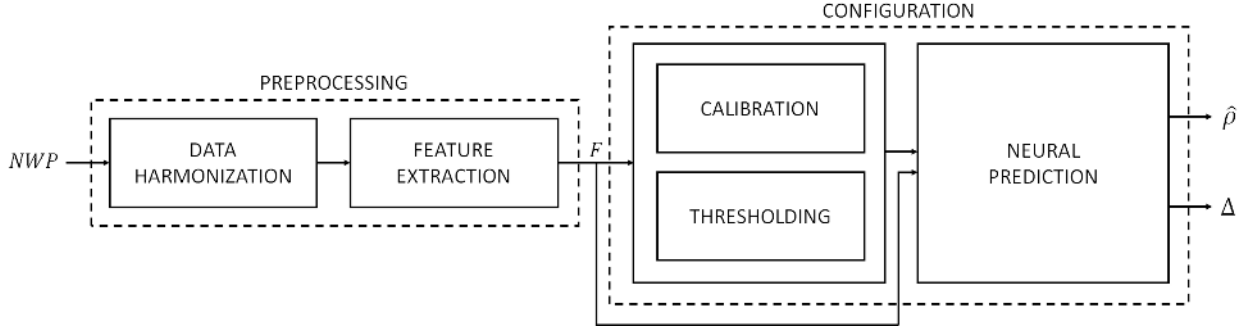 CONFIGURATION
PREPROCESSING
NWP
DATA
HARMONIZATION
FEATURE
EXTRACTION
F
CALIBRATION
THRESHOLDING
NEURAL
PREDICTION
ρ̂
Δ